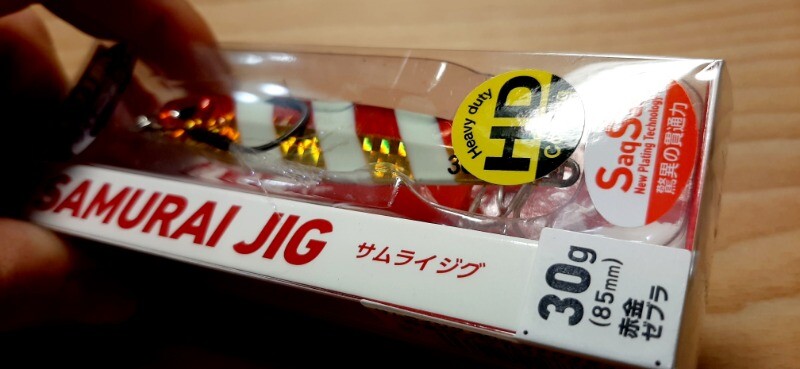 Heavy duty
HD
SaqSa
New Plating Technology
驚異の貫通力
SAMURAI JIG
サムライジグ
30g
(85mm)
赤金
ゼブラ